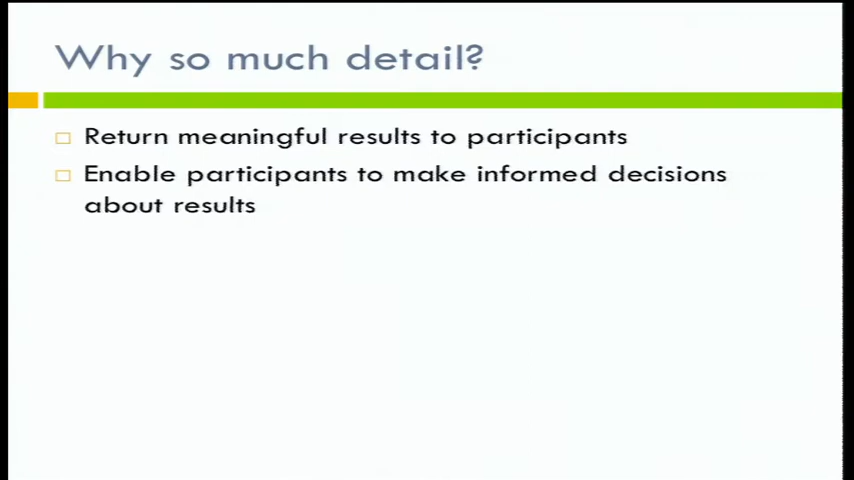 Why so much detail?
Return meaningful results to participants
Enable participants to make informed decisions
about results